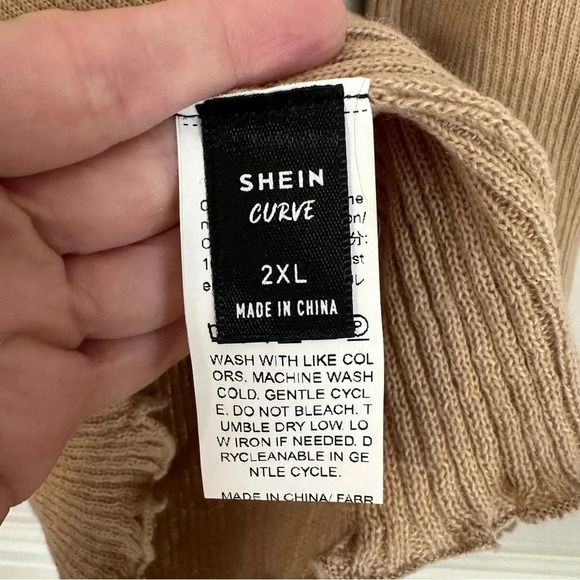 SHEIN
CURVE
2XL
MADE IN CHINA
WASH WITH LIKE COL
ORS. MACHINE WASH
COLD. GENTLE CYCL
E. DO NOT BLEACH. T
UMBLE DRY LOW. LO
W IRON IF NEEDED. D
RYCLEANABLE IN GE
NTLE CYCLE.
MADE IN CHINA/ FABR